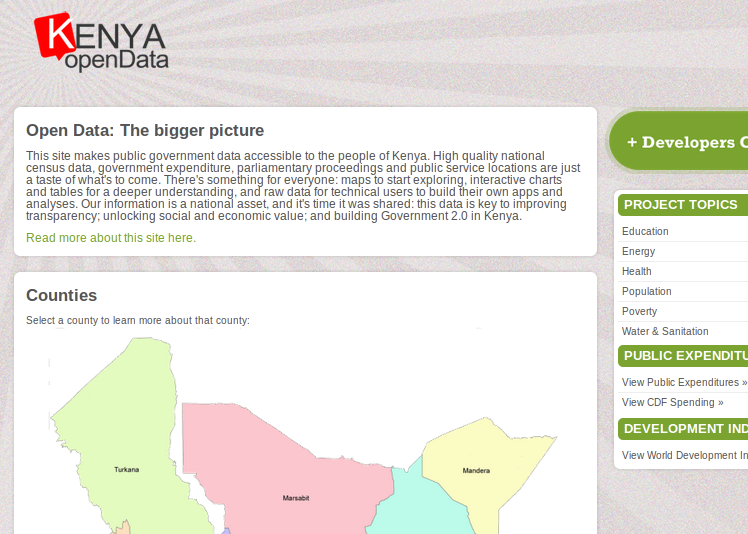 KENYA
openData
Open Data: The bigger picture
This site makes public government data accessible to the people of Kenya. High quality national
census data, government expenditure, parliamentary proceedings and public service locations are just
a taste of what's to come. There's something for everyone: maps to start exploring, interactive charts
and tables for a deeper understanding, and raw data for technical users to build their own apps and
analyses. Our information is a national asset, and it's time it was shared: this data is key to improving
transparency; unlocking social and economic value; and building Government 2.0 in Kenya.
Read more about this site here.
Counties
Select a county to learn more about that county:
Turkana
Marsabit
Mandera
+ Developers C
PROJECT TOPICS
Education
Energy
Health
Population
Poverty
Water & Sanitation
PUBLIC EXPENDITU
View Public Expenditures »
View CDF Spending »
DEVELOPMENT IND
View World Development In